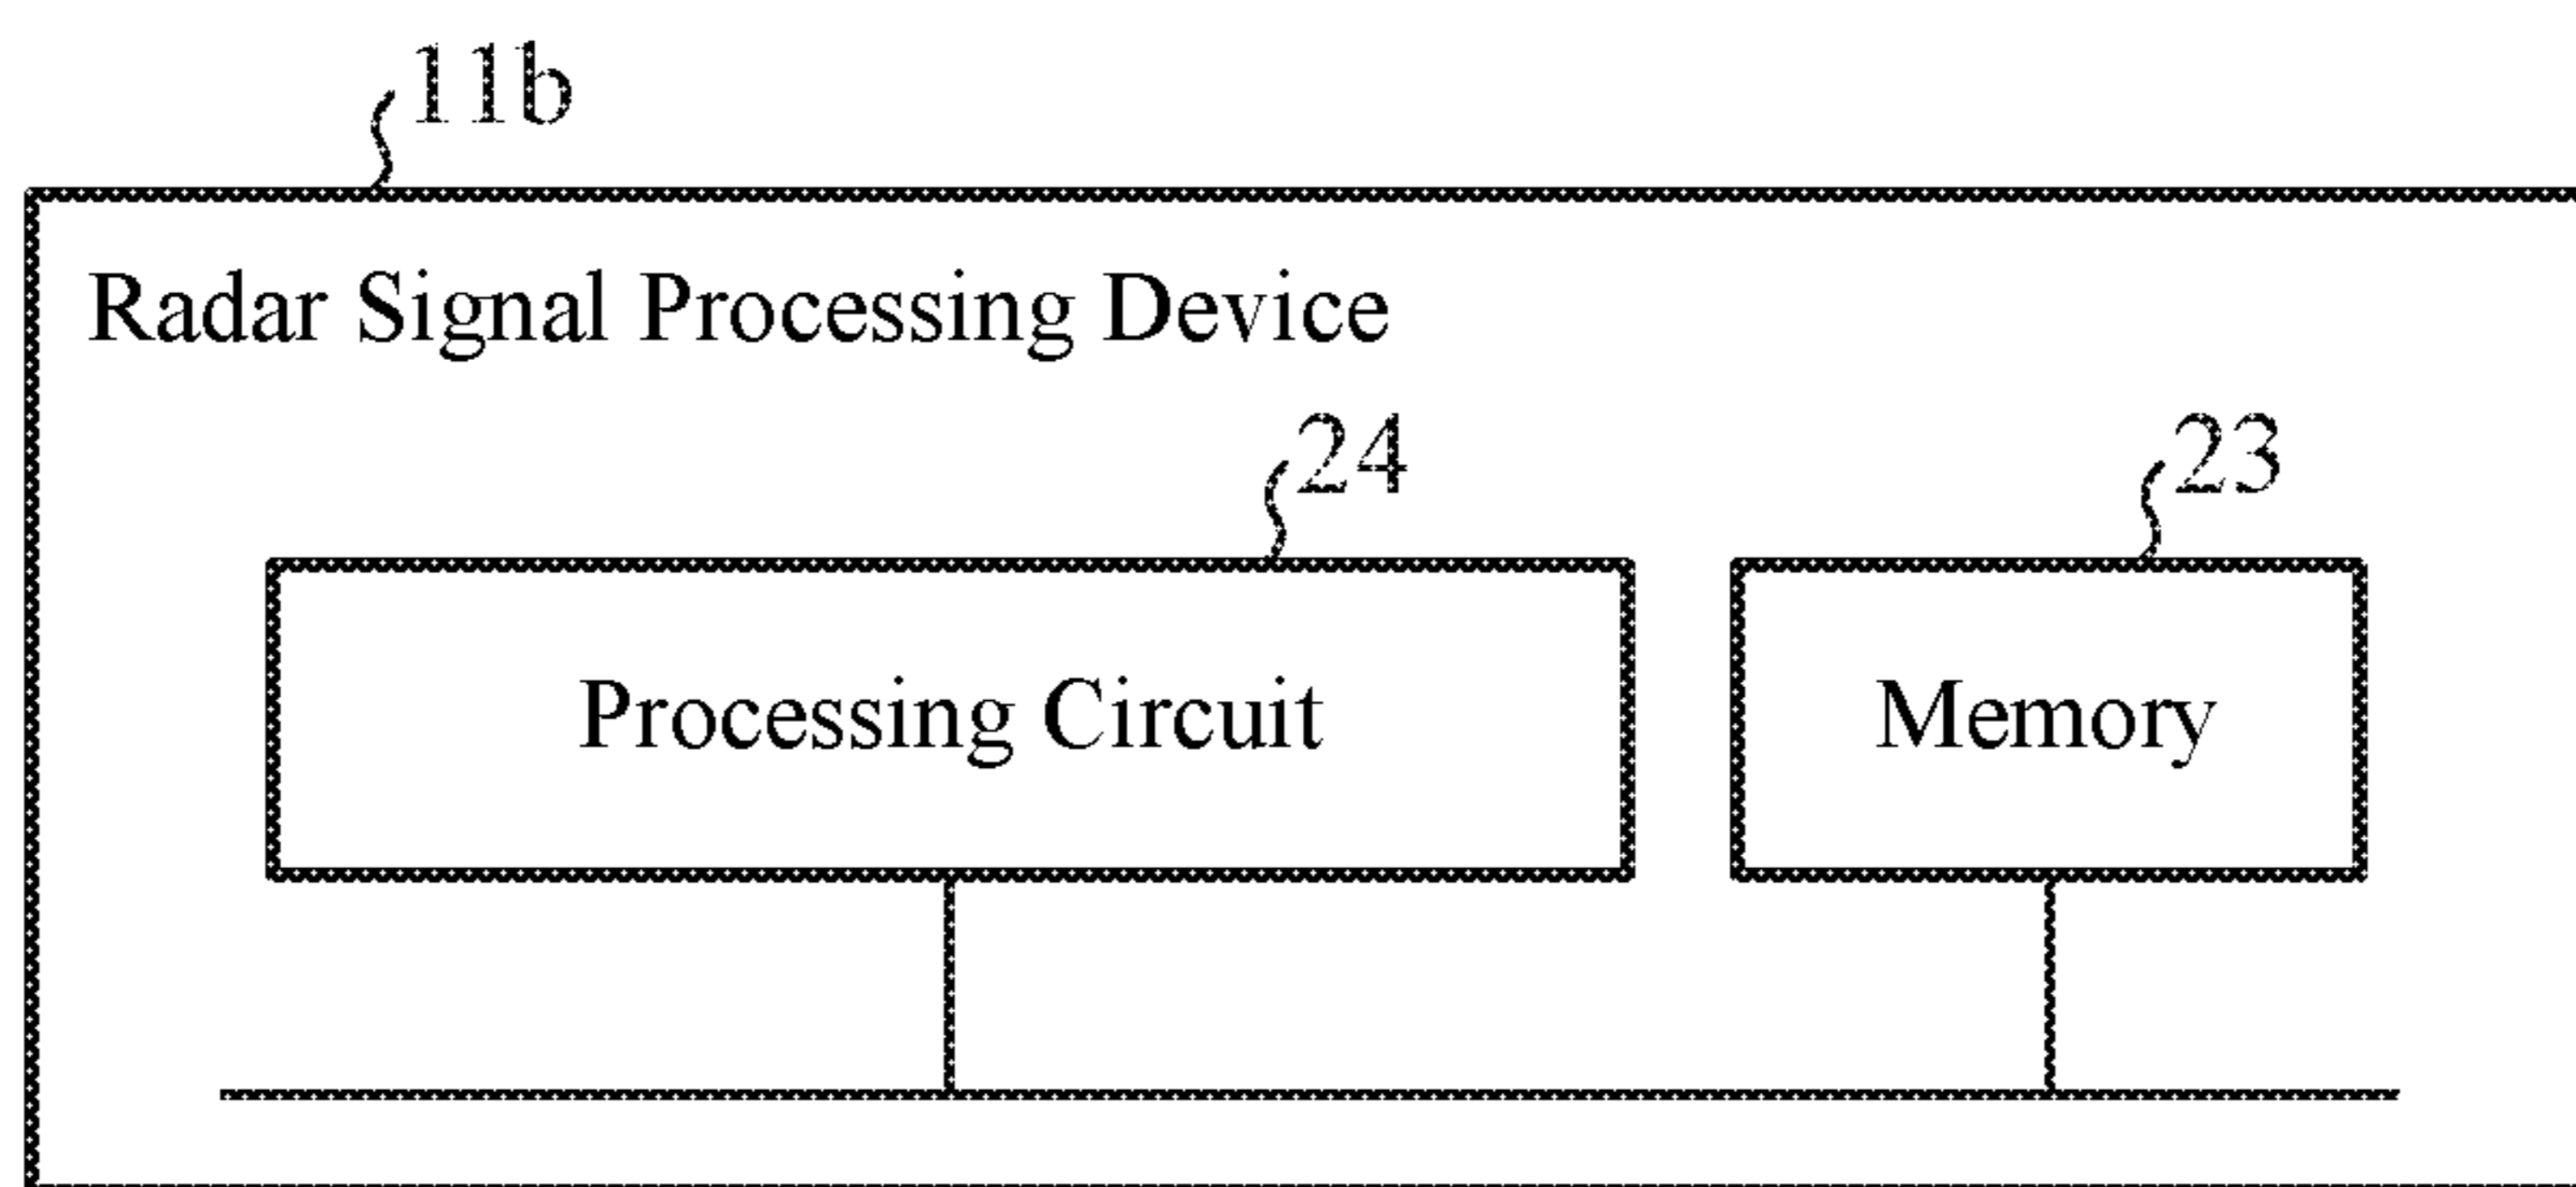 11b
Radar Signal Processing Device
24
23
Processing Circuit
Memory